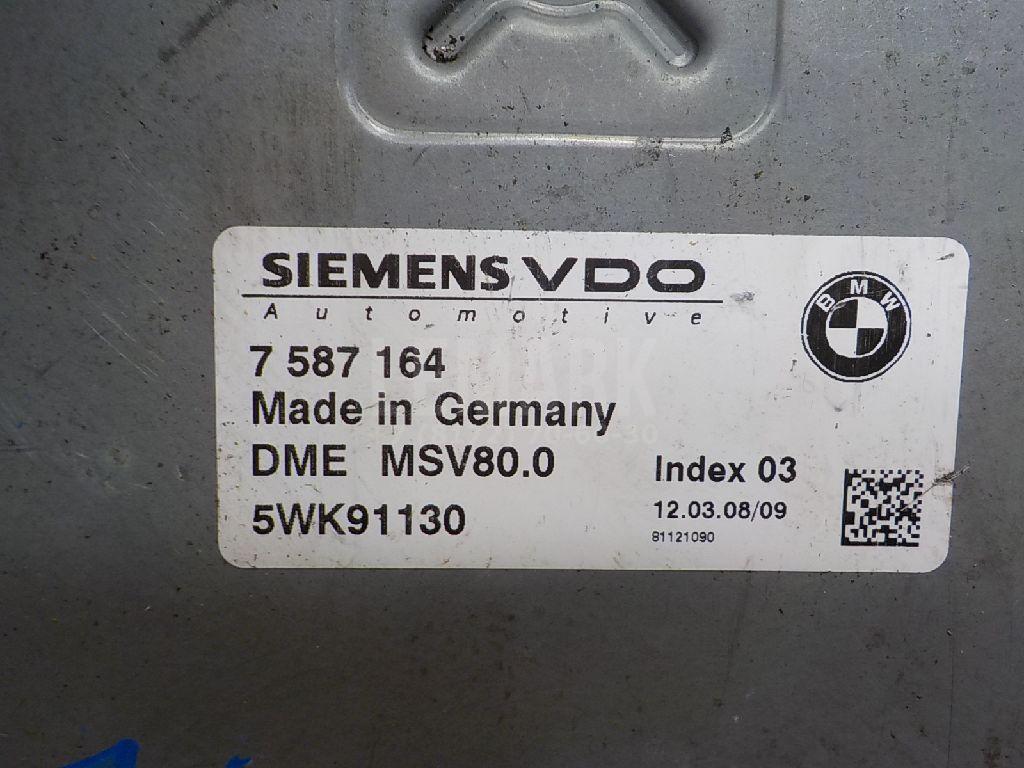 SIEMENS VDO
Automotive
BMW
7 587 164
Made in Germany
DME MSV80.0
Index 03
5WK91130
12.03.08/09
81121090